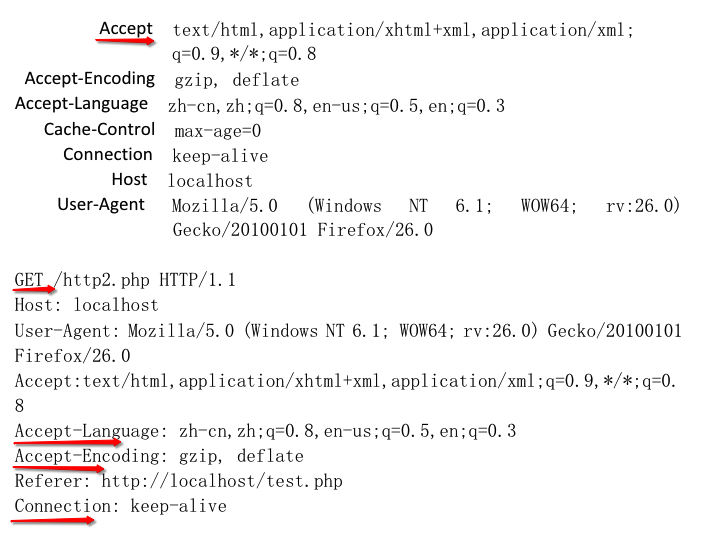 Accept text/html,application/xhtml+xml,application/xml;
q=0.9,*/*;q=0.8
Accept-Encoding gzip, deflate
Accept-Language zh-cn,zh;q=0.8,en-us;q=0.5,en;q=0.3
Cache-Control max-age=0
Connection keep-alive
Host localhost
User-Agent Mozilla/5.0 (Windows NT 6.1; WOW64; rv:26.0)
Gecko/20100101 Firefox/26.0
GET /http2.php HTTP/1.1
Host: localhost
User-Agent: Mozilla/5.0 (Windows NT 6.1; WOW64; rv:26.0) Gecko/20100101
Firefox/26.0
Accept:text/html,application/xhtml+xml,application/xml;q=0.9,*/*;q=0.
8
Accept-Language: zh-cn,zh;q=0.8,en-us;q=0.5,en;q=0.3
Accept-Encoding: gzip, deflate
Referer: http://localhost/test.php
Connection: keep-alive